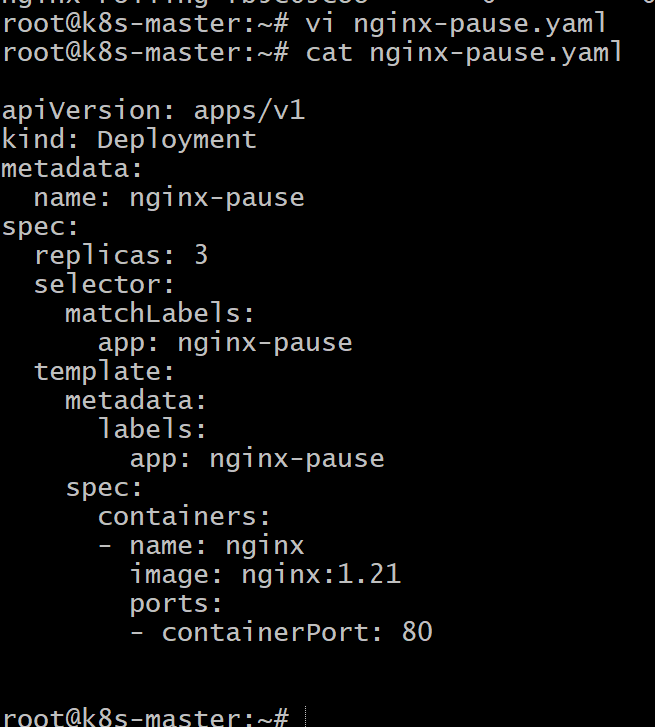 root@k8s-master:~# vi nginx-pause.yaml
root@k8s-master:~# cat nginx-pause.yaml
apiVersion: apps/v1
kind: Deployment
metadata:
  name: nginx-pause
spec:
  replicas: 3
  selector:
    matchLabels:
      app: nginx-pause
  template:
    metadata:
      labels:
        app: nginx-pause
    spec:
      containers:
      - name: nginx
        image: nginx:1.21
        ports:
        - containerPort: 80
root@k8s-master:~#